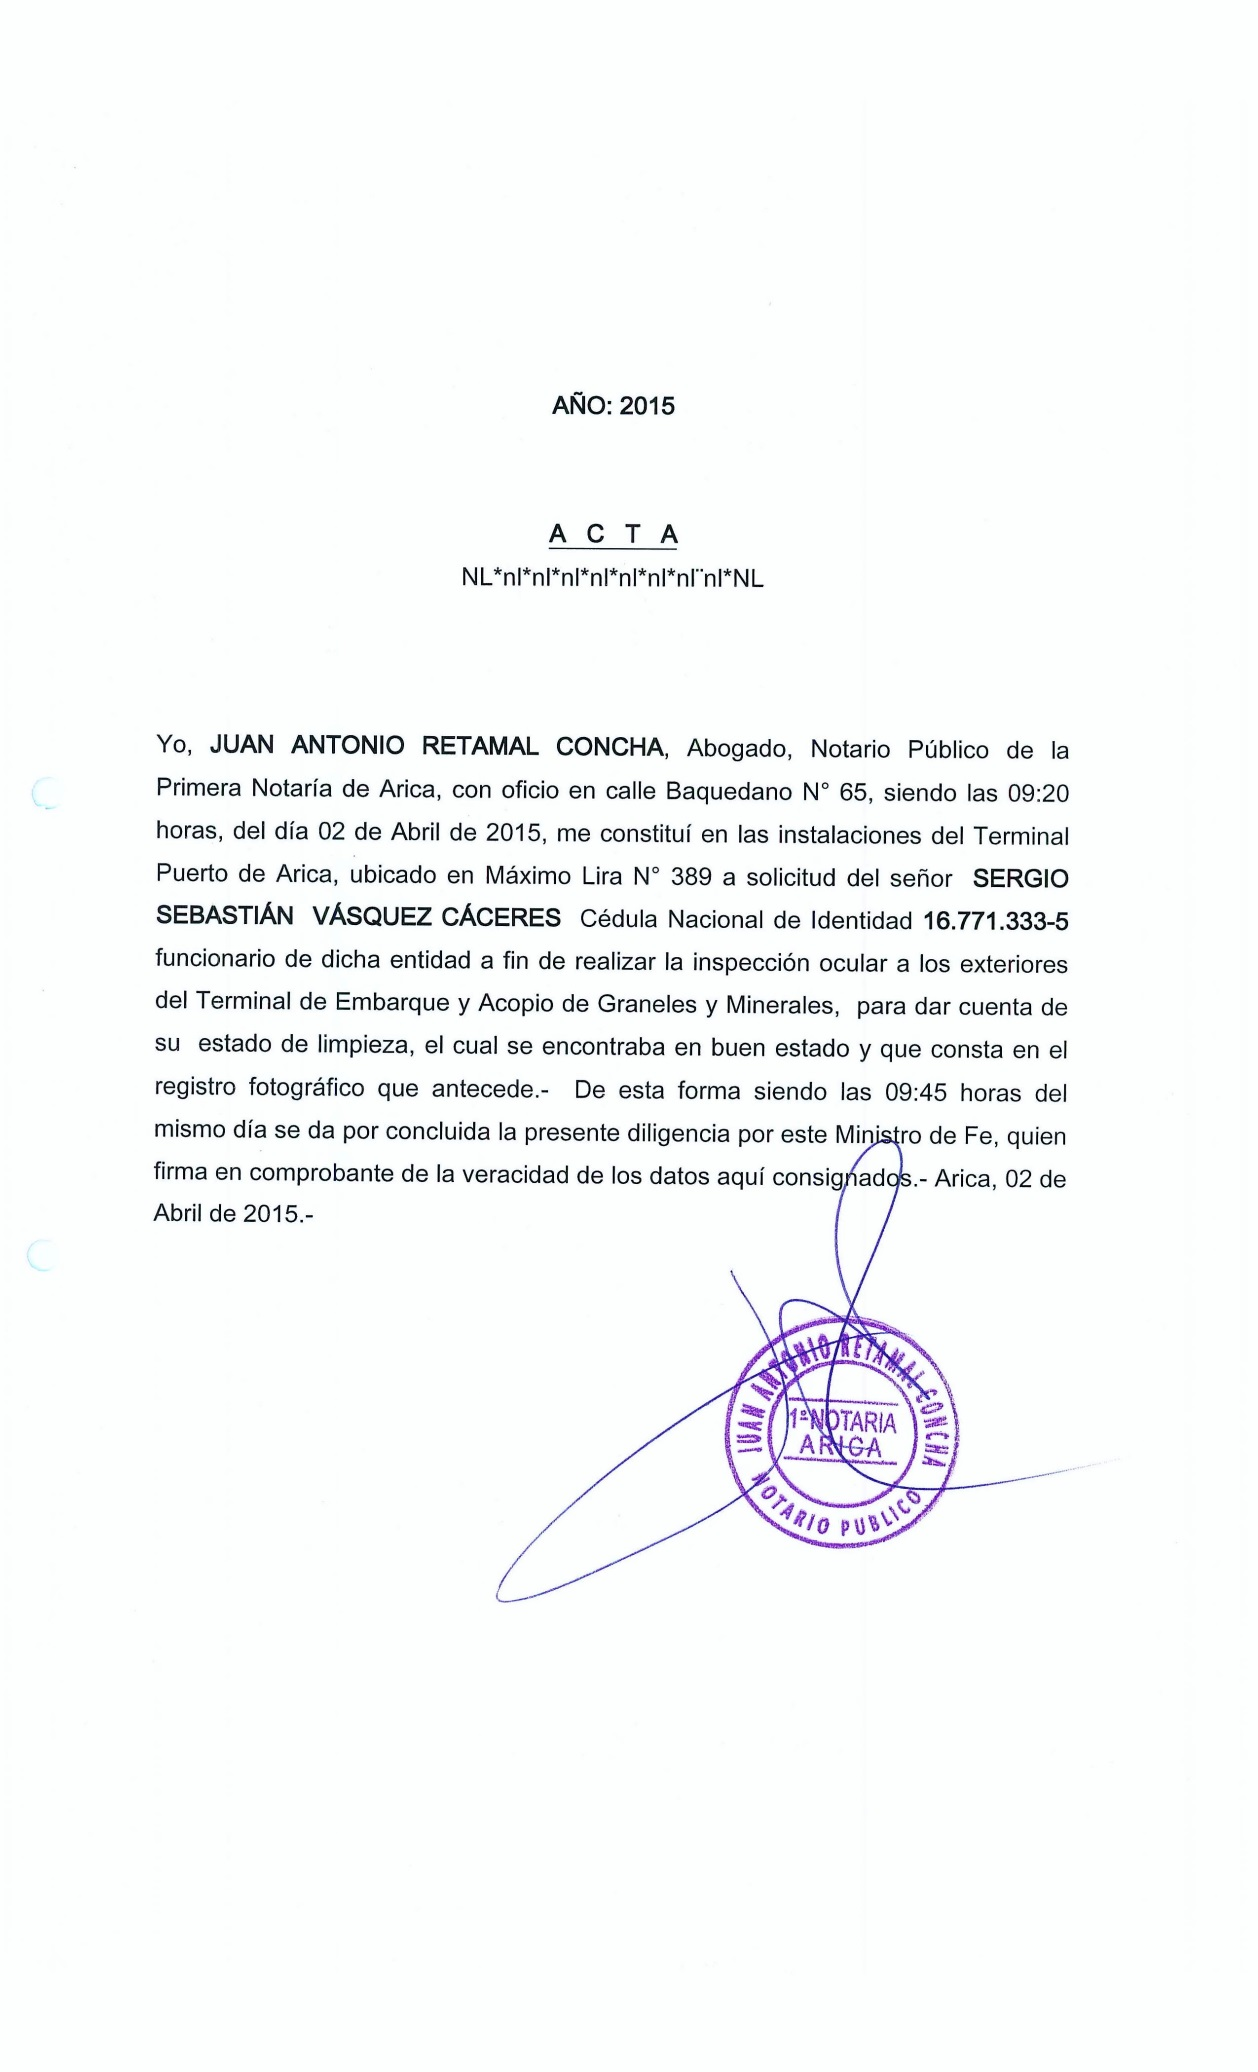 AÑO: 2015
A C T A
NL*nl*nl*nl*nl*nl*nl*nl¨nl*NL
Yo, JUAN ANTONIO RETAMAL CONCHA, Abogado, Notario Público de la
Primera Notaría de Arica, con oficio en calle Baquedano N° 65, siendo las 09:20
horas, del día 02 de Abril de 2015, me constituí en las instalaciones del Terminal
Puerto de Arica, ubicado en Máximo Lira N° 389 a solicitud del señor SERGIO
SEBASTIÁN VÁSQUEZ CÁCERES Cédula Nacional de Identidad 16.771.333-5
funcionario de dicha entidad a fin de realizar la inspección ocular a los exteriores
del Terminal de Embarque y Acopio de Graneles y Minerales, para dar cuenta de
su estado de limpieza, el cual se encontraba en buen estado y que consta en el
registro fotográfico que antecede.- De esta forma siendo las 09:45 horas del
mismo día se da por concluida la presente diligencia por este Ministro de Fe, quien
firma en comprobante de la veracidad de los datos aquí consignados.- Arica, 02 de
Abril de 2015.-
JUAN ANTONIO RETAMAL CONCHA
1ª NOTARIA
ARICA
NOTARIO PUBLICO